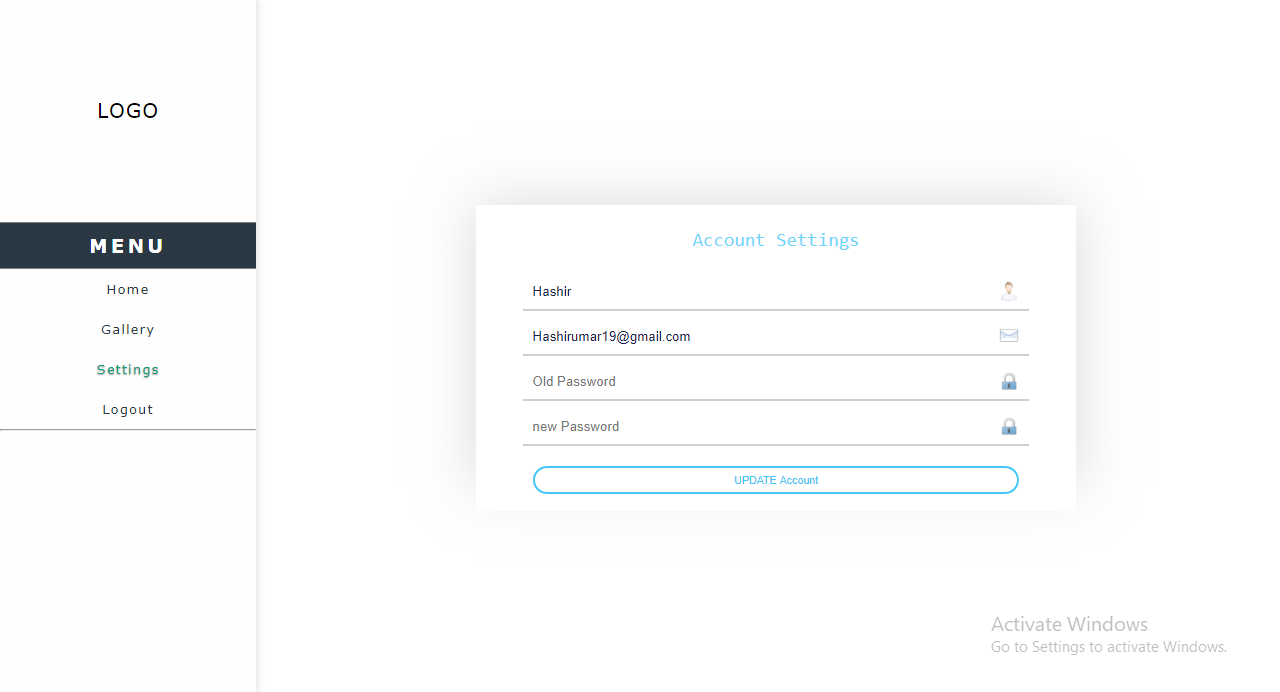 LOGO
MENU
Home
Gallery
Settings
Logout
Account Settings
Hashir
Hashirumar19@gmail.com
Old Password
new Password
UPDATE Account
Activate Windows
Go to Settings to activate Windows.